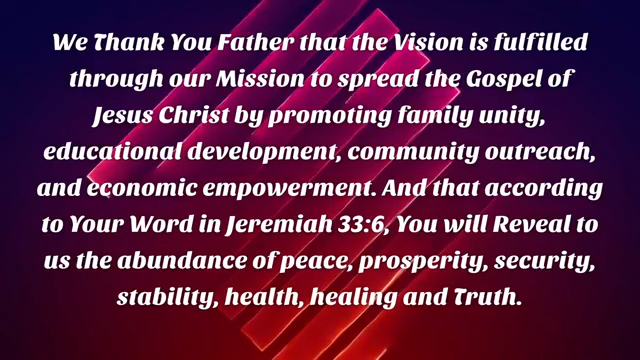 We Thank You Father that the Vision is fulfilled
through our Mission to spread the Gospel of
Jesus Christ by promoting family unity,
educational development, community outreach,
and economic empowerment. And that according
to Your Word in Jeremiah 33:6, You will Reveal to
us the abundance of peace, prosperity, security,
stability, health, healing and Truth.